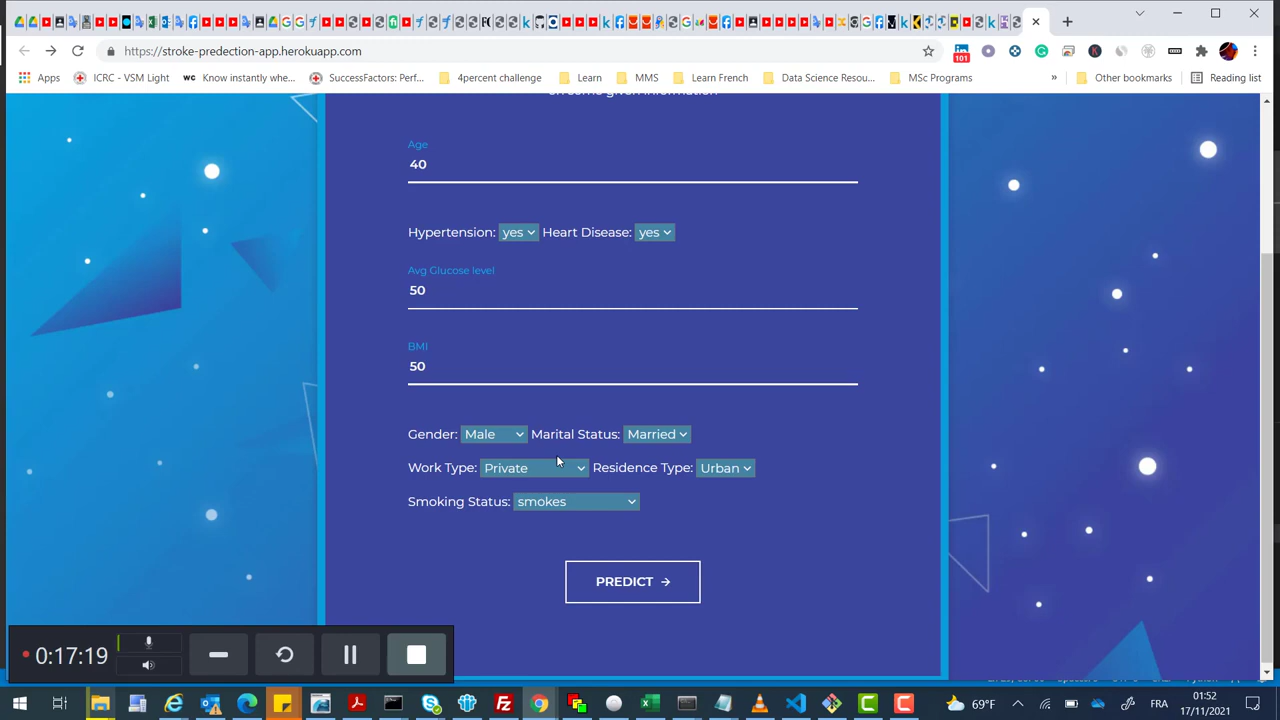 https://stroke-predection-app.herokuapp.com
101
Apps
ICRC - VSM Light
Know instantly whe...
SuccessFactors: Perf...
4percent challenge
Learn
MMS
Learn French
Data Science Resou...
MSc Programs
»
Other bookmarks
Reading list
Age
40
Hypertension: yes Heart Disease: yes
Avg Glucose level
50
BMI
50
Gender: Male Marital Status: Married
Work Type: Private Residence Type: Urban
Smoking Status: smokes
PREDICT →
0:17:19
69°F
FRA
01:52
17/11/2021